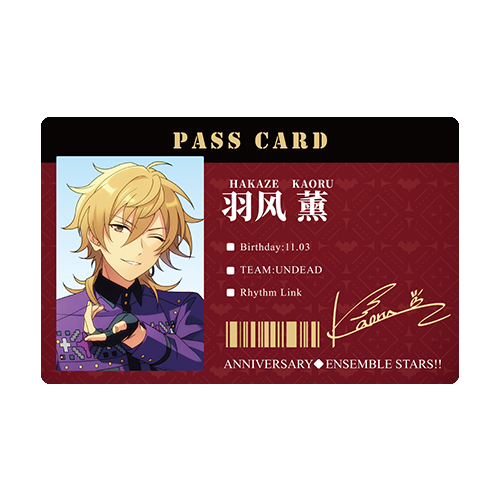 PASS CARD
HAKAZE KAORU
羽风 薰
Birthday:11.03
TEAM:UNDEAD
Rhythm Link
Kaoru
ANNIVERSARY◆ENSEMBLE STARS!!